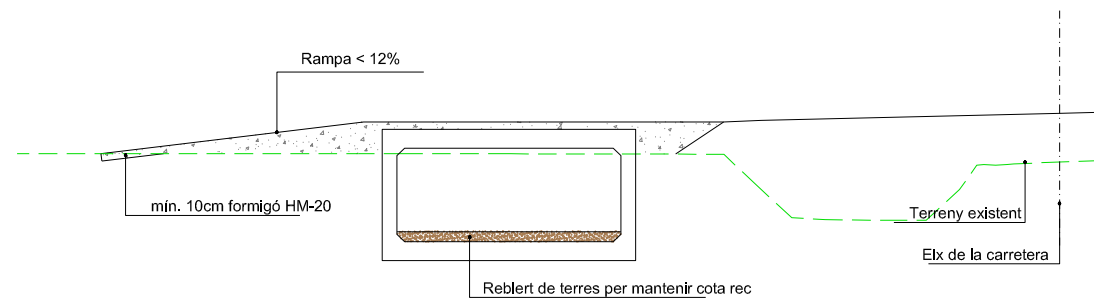 Rampa < 12%
mín. 10cm formigó HM-20
Terreny existent
EIx de la carretera
Reblert de terres per mantenir cota rec